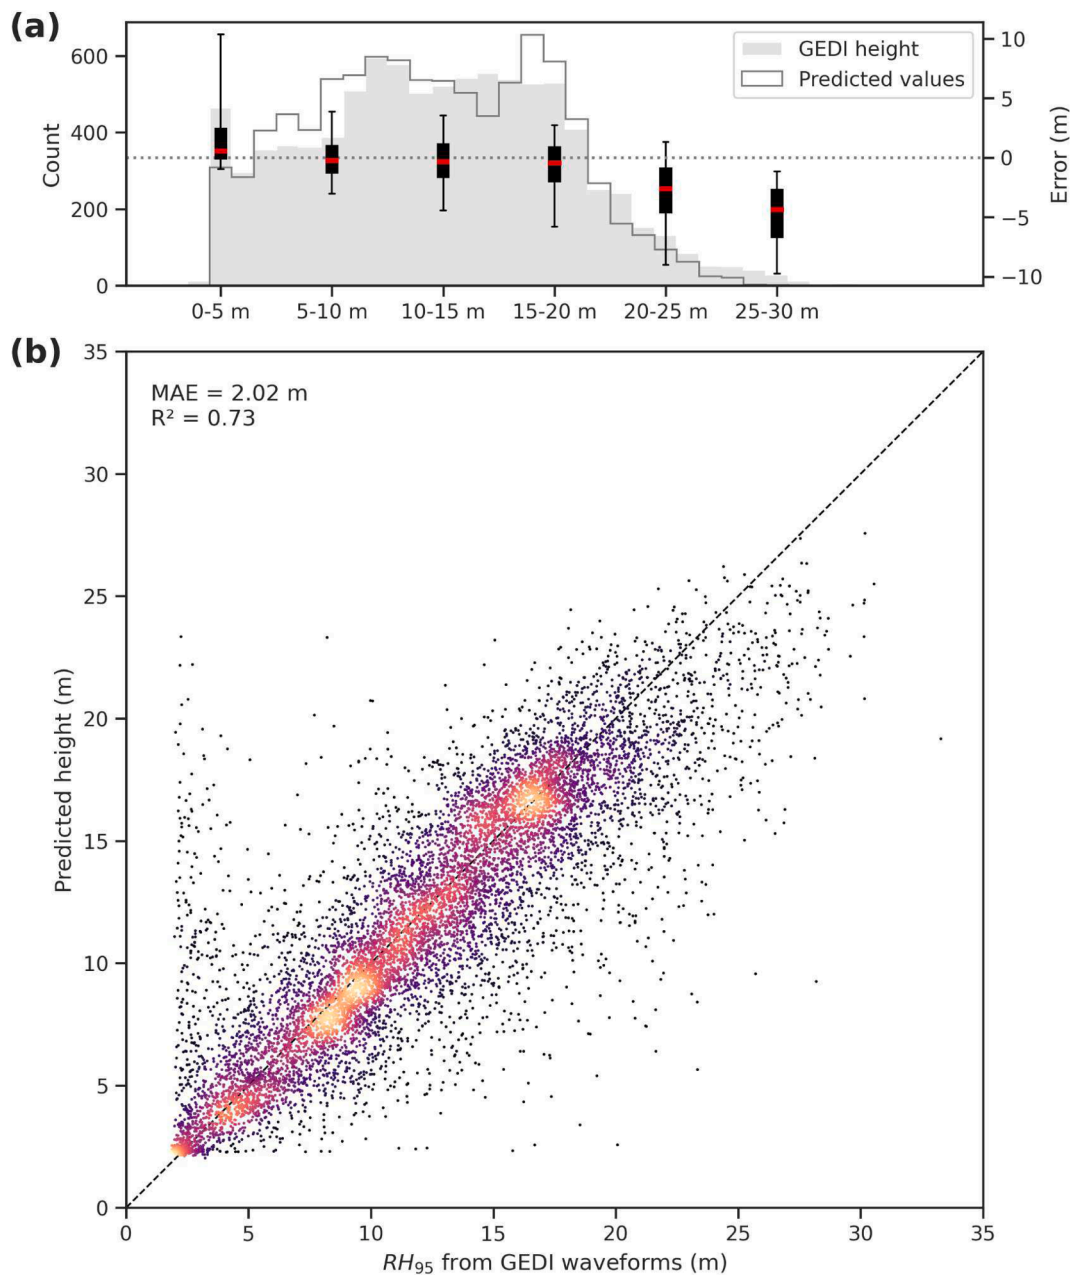 (a)
600
400
200
0
Count
GEDI height
Predicted values
10
5
0
−5
−10
Error (m)
0-5 m 5-10 m 10-15 m 15-20 m 20-25 m 25-30 m
(b)
MAE = 2.02 m
R² = 0.73
35
30
25
20
15
10
5
0
Predicted height (m)
0 5 10 15 20 25 30 35
RH₉₅ from GEDI waveforms (m)